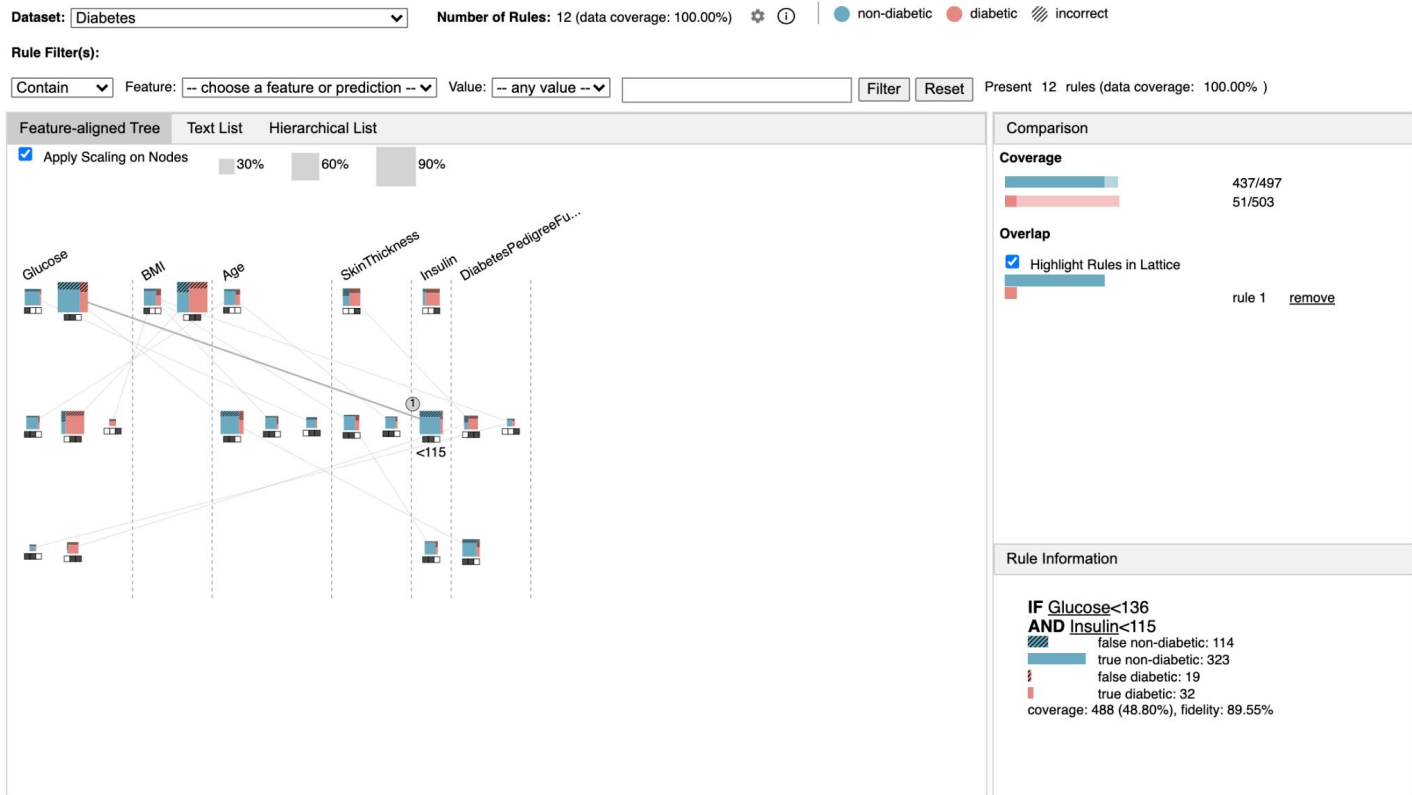 Dataset: Diabetes Number of Rules: 12 (data coverage: 100.00%) non-diabetic diabetic incorrect
Rule Filter(s):
Contain Feature: -- choose a feature or prediction -- Value: -- any value -- Filter Reset Present 12 rules (data coverage: 100.00% )
Feature-aligned Tree Text List Hierarchical List
Apply Scaling on Nodes 30% 60% 90%
Glucose BMI Age SkinThickness Insulin DiabetesPedigreeFu...
1
<115
Comparison
Coverage
437/497
51/503
Overlap
Highlight Rules in Lattice
rule 1 remove
Rule Information
IF Glucose<136
AND Insulin<115
false non-diabetic: 114
true non-diabetic: 323
false diabetic: 19
true diabetic: 32
coverage: 488 (48.80%), fidelity: 89.55%